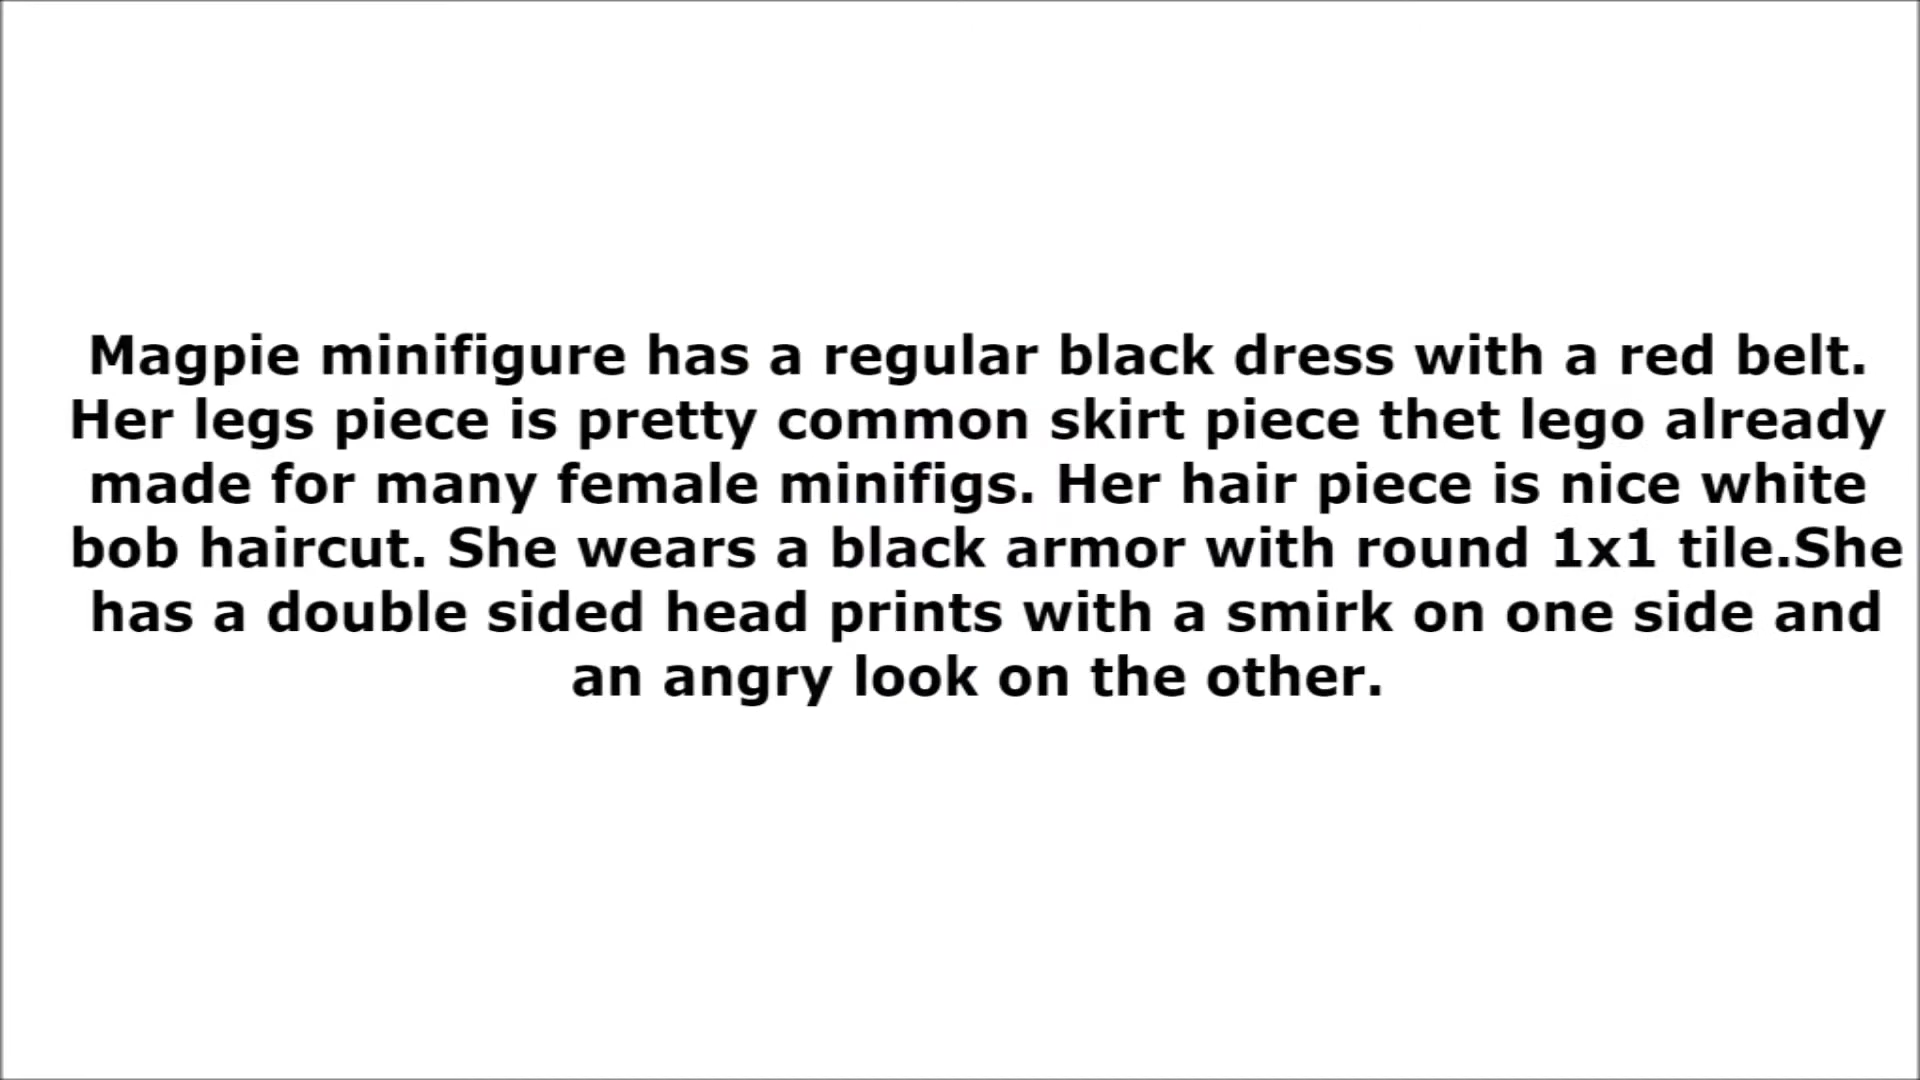 Magpie minifigure has a regular black dress with a red belt.
Her legs piece is pretty common skirt piece thet lego already
made for many female minifigs. Her hair piece is nice white
bob haircut. She wears a black armor with round 1x1 tile.She
has a double sided head prints with a smirk on one side and
an angry look on the other.